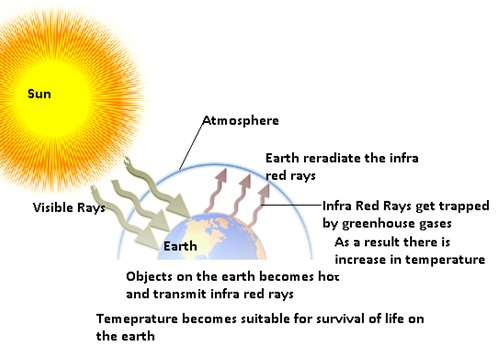 Sun
Atmosphere
Earth reradiate the infra
red rays
Visible Rays
Infra Red Rays get trapped
by greenhouse gases
Earth
As a result there is
increase in temperature
Objects on the earth becomes hot
and transmit infra red rays
Temeprature becomes suitable for survival of life on
the earth